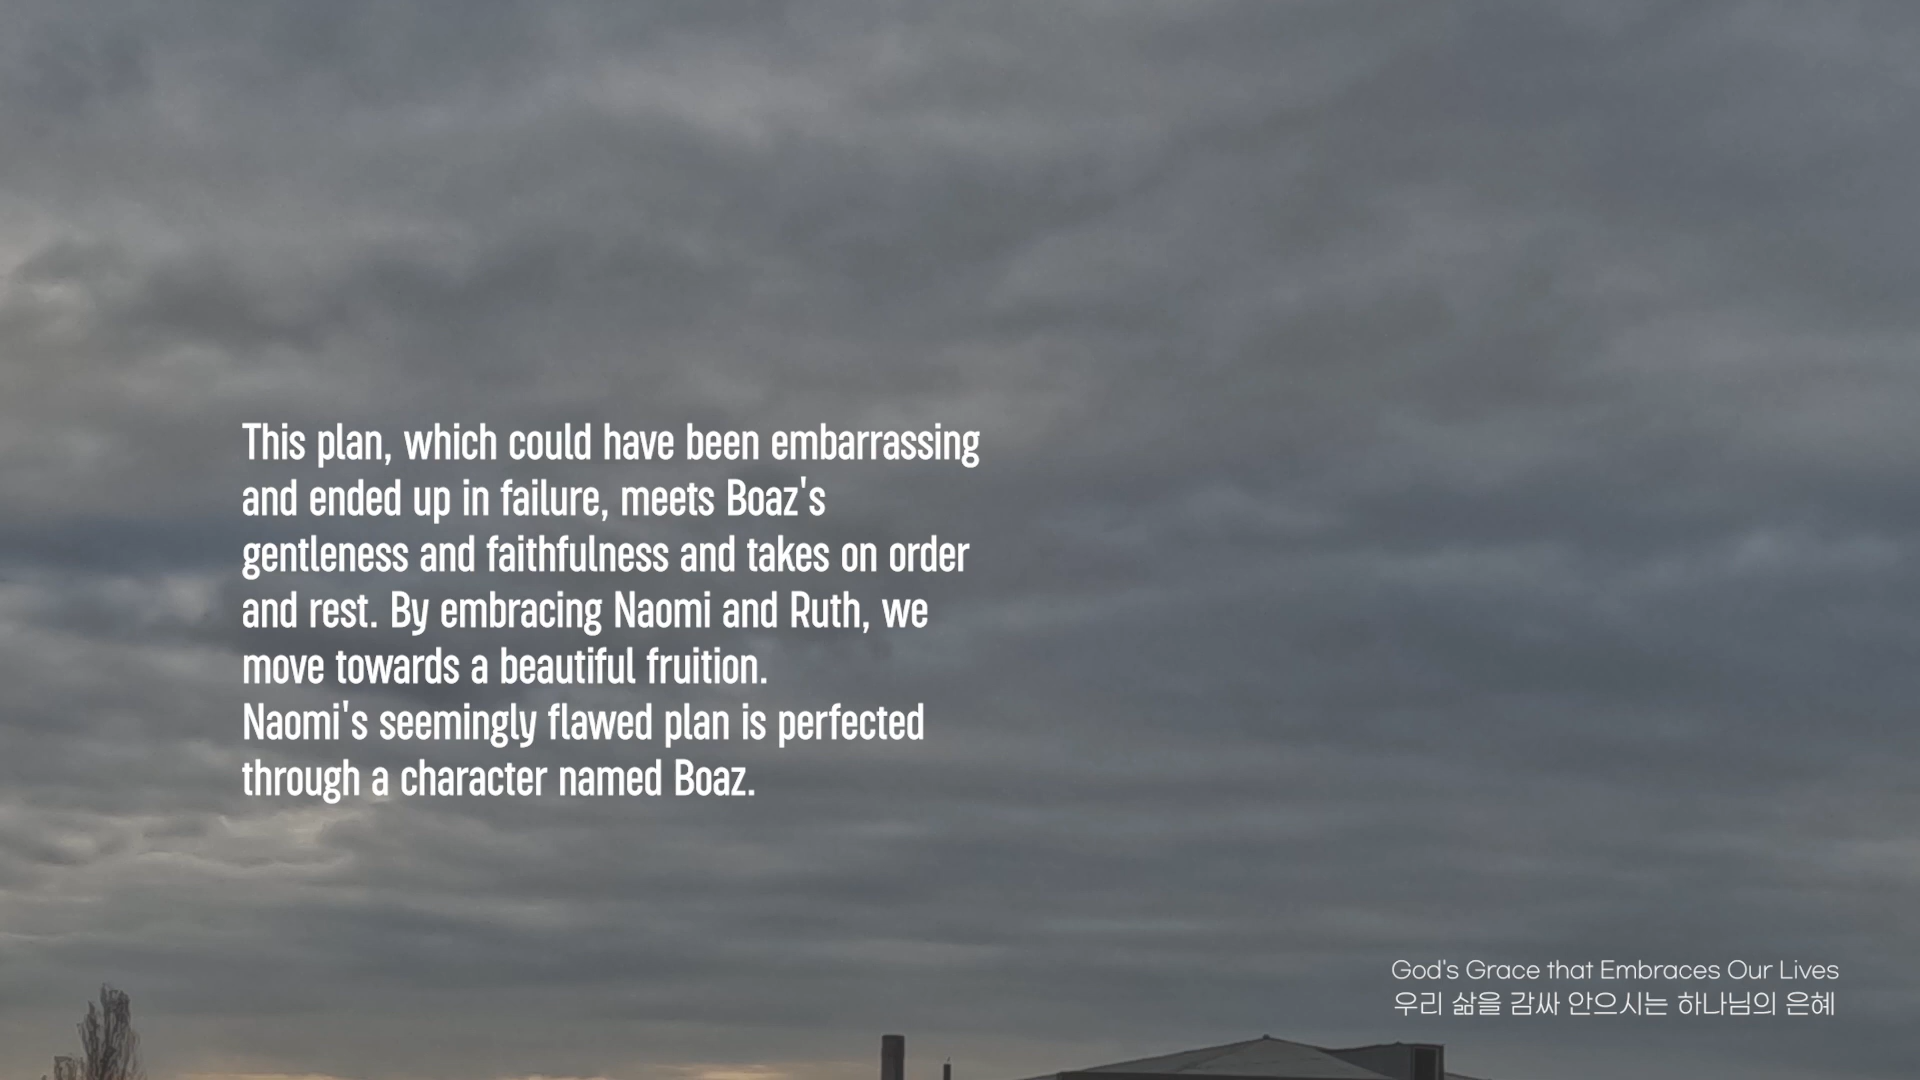 This plan, which could have been embarrassing
and ended up in failure, meets Boaz's
gentleness and faithfulness and takes on order
and rest. By embracing Naomi and Ruth, we
move towards a beautiful fruition.
Naomi's seemingly flawed plan is perfected
through a character named Boaz.
God's Grace that Embraces Our Lives
우리 삶을 감싸 안으시는 하나님의 은혜